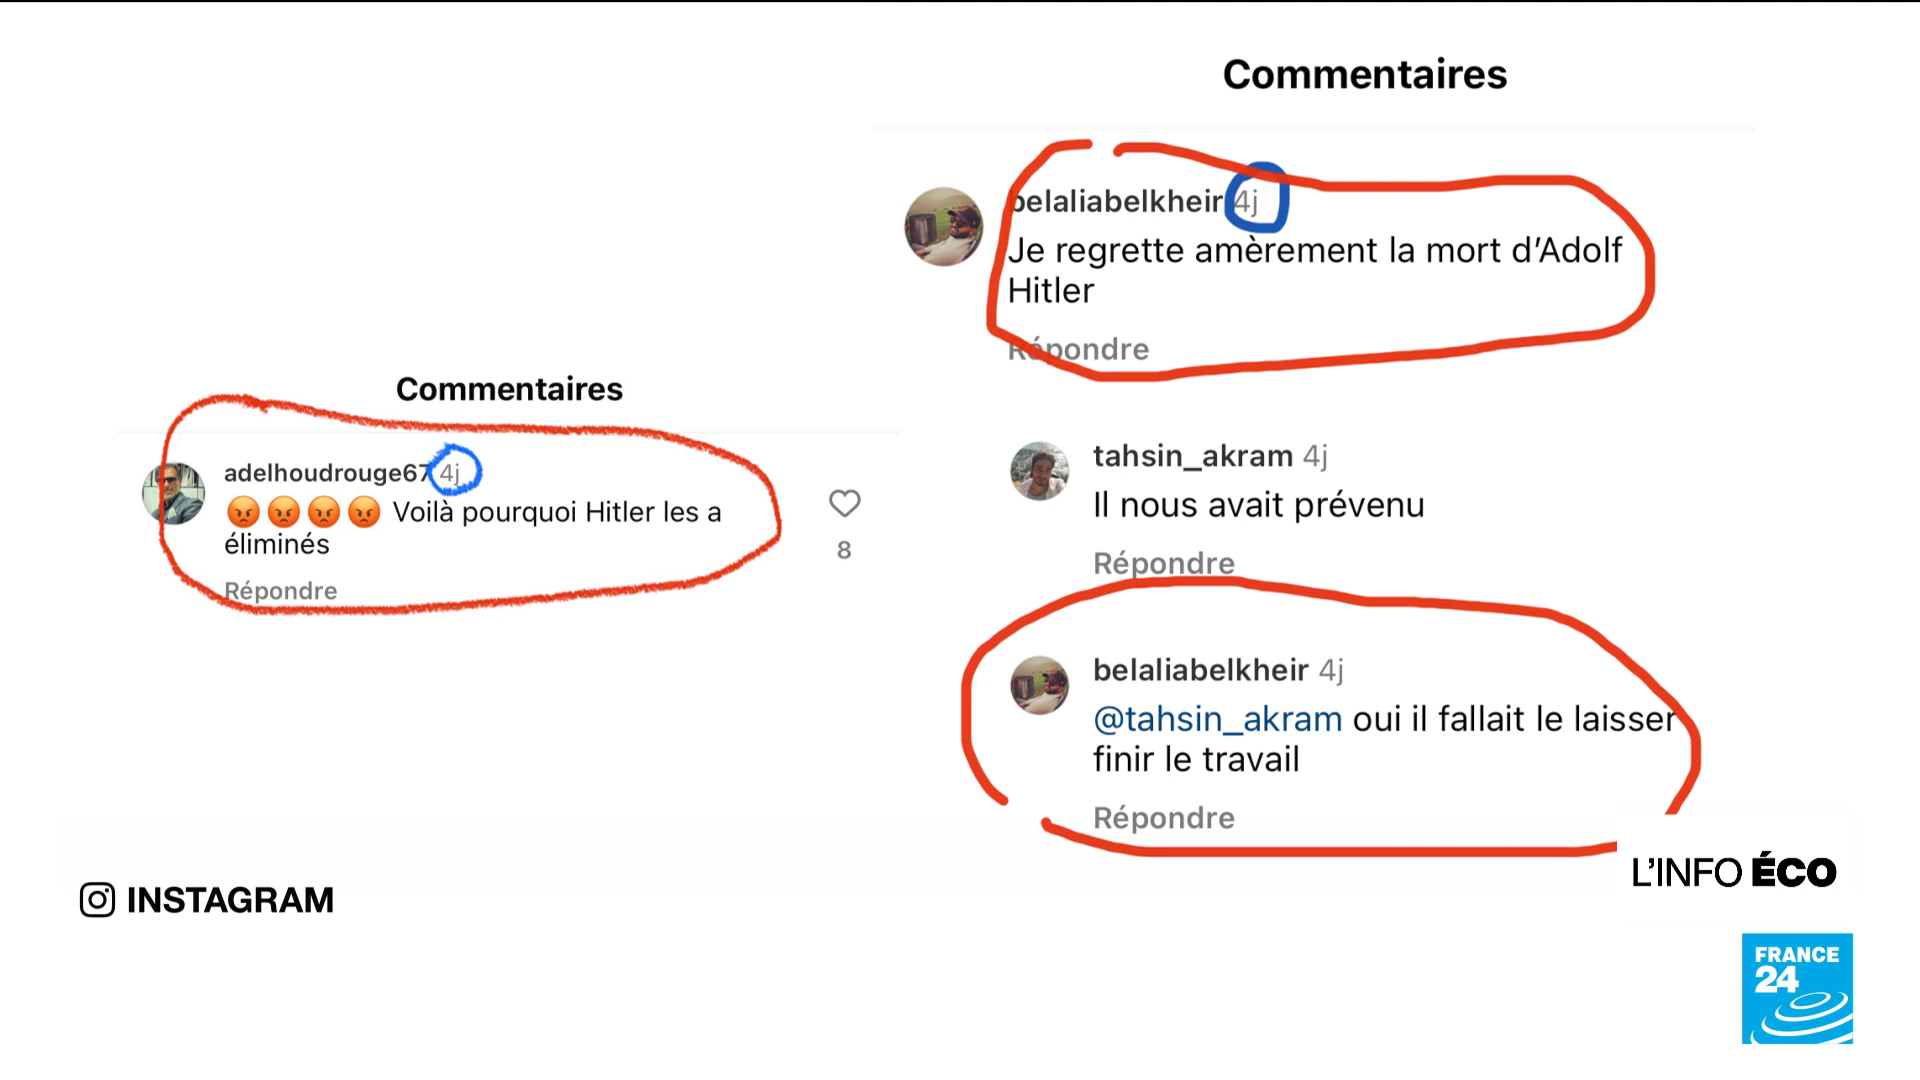 Commentaires
adelhoudrouge67 4j
😡😡😡😡 Voilà pourquoi Hitler les a
éliminés
Répondre
8
Commentaires
belaliabelkheir 4j
Je regrette amèrement la mort d’Adolf
Hitler
Répondre
tahsin_akram 4j
Il nous avait prévenu
Répondre
belaliabelkheir 4j
@tahsin_akram oui il fallait le laisser
finir le travail
Répondre
INSTAGRAM
L’INFO ÉCO
FRANCE
24